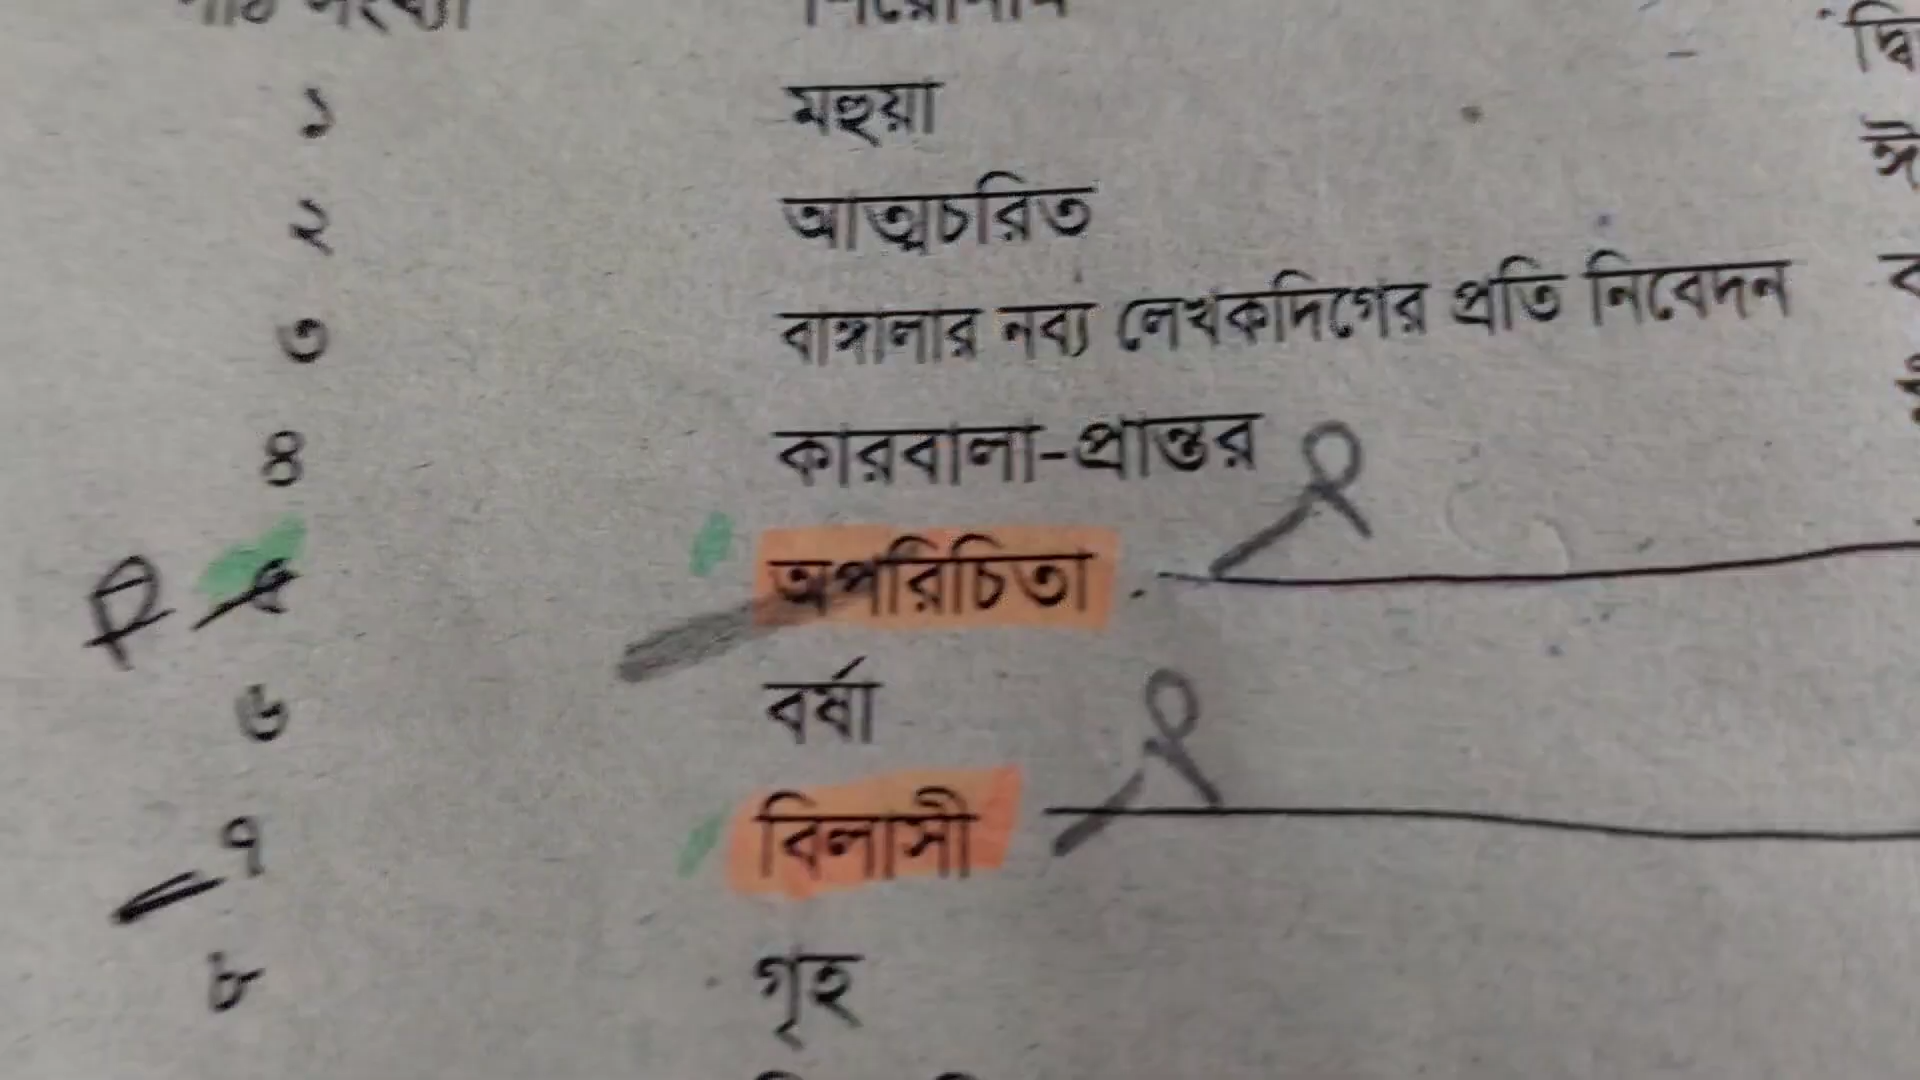 পাঠ সংখ্যা শিরোনাম
১ মহুয়া
২ আত্মচরিত
৩ বাঙ্গালার নব্য লেখকদিগের প্রতি নিবেদন
৪ কারবালা-প্রান্তর
৫ অপরিচিতা
৬ বর্ষা
৭ বিলাসী
৮ গৃহ